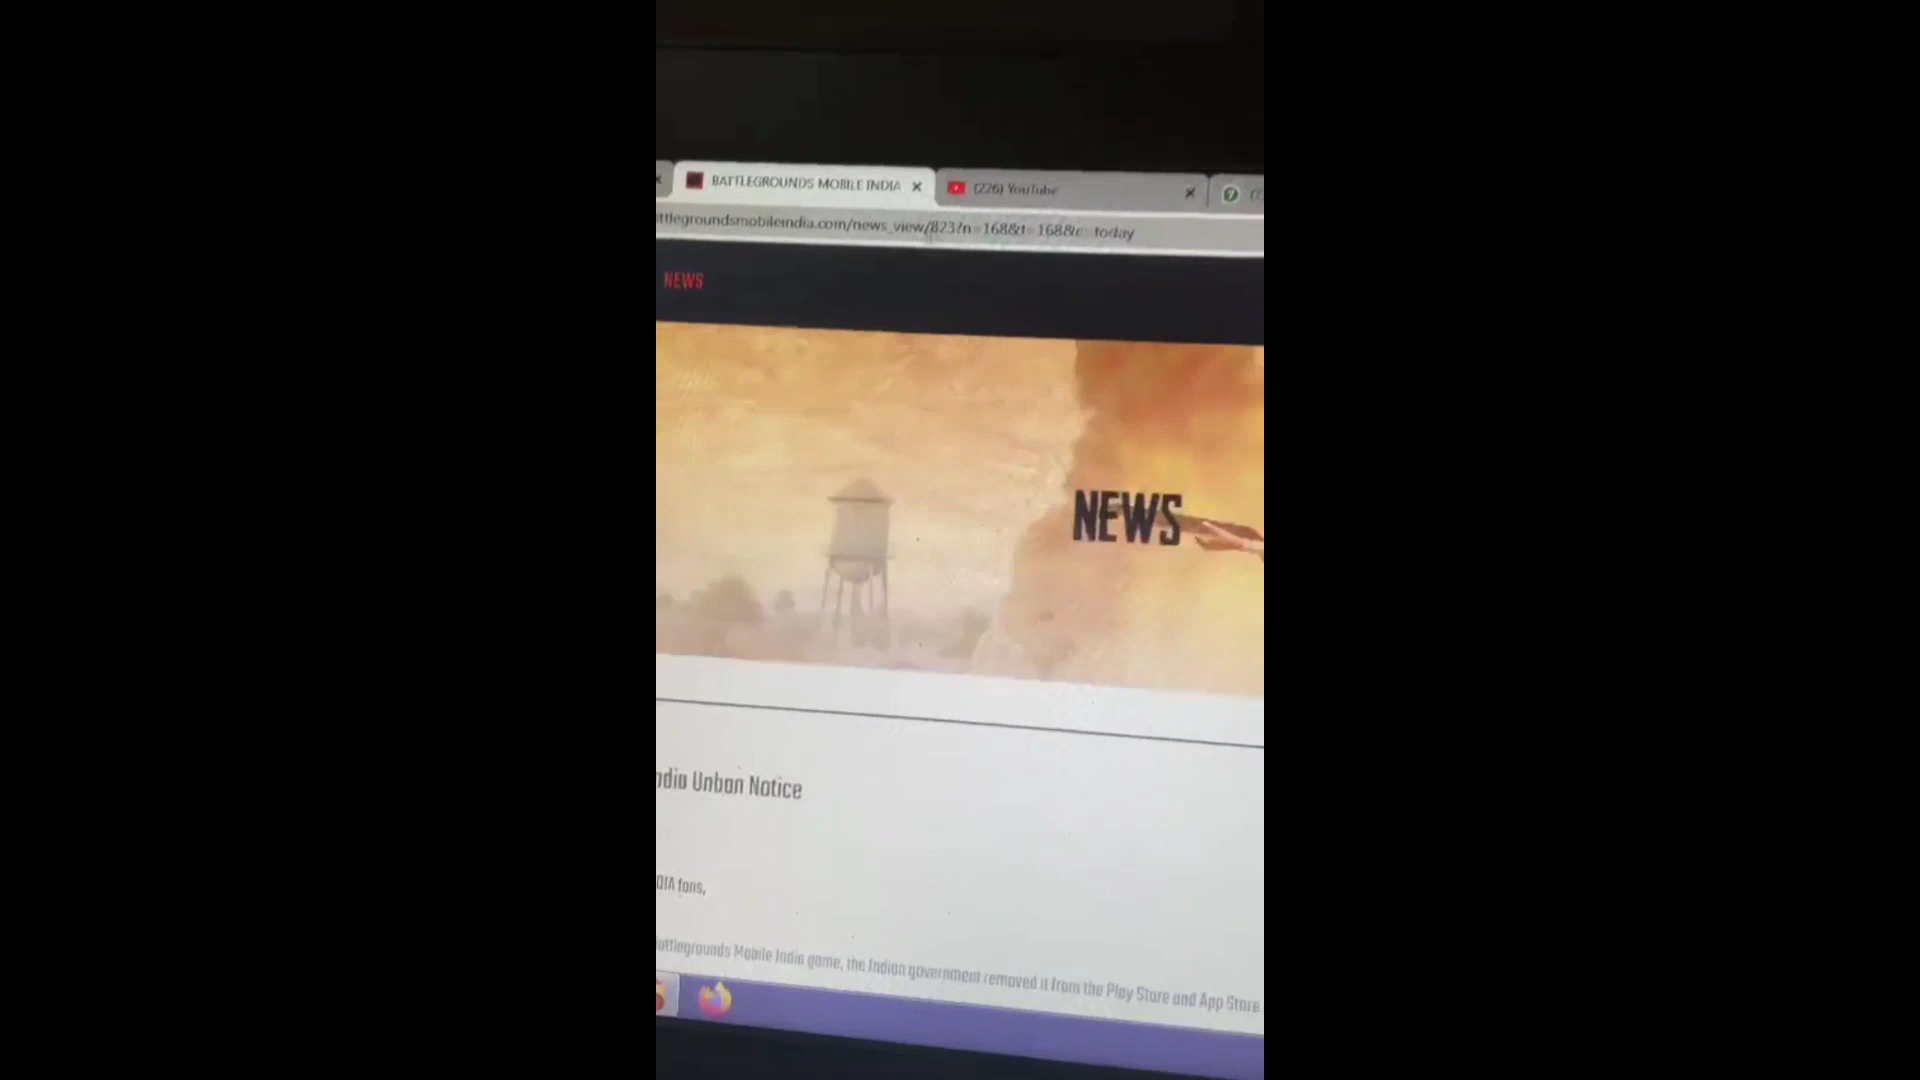 BATTLEGROUNDS MOBILE INDIA
(226) YouTube
ttlegroundsmobileindia.com/news_view/823?n=168&t=168&c=today
NEWS
NEWS
ndia Unban Notice
DIA fans,
attlegrounds Mobile India game, the Indian government removed it from the Play Store and App Store